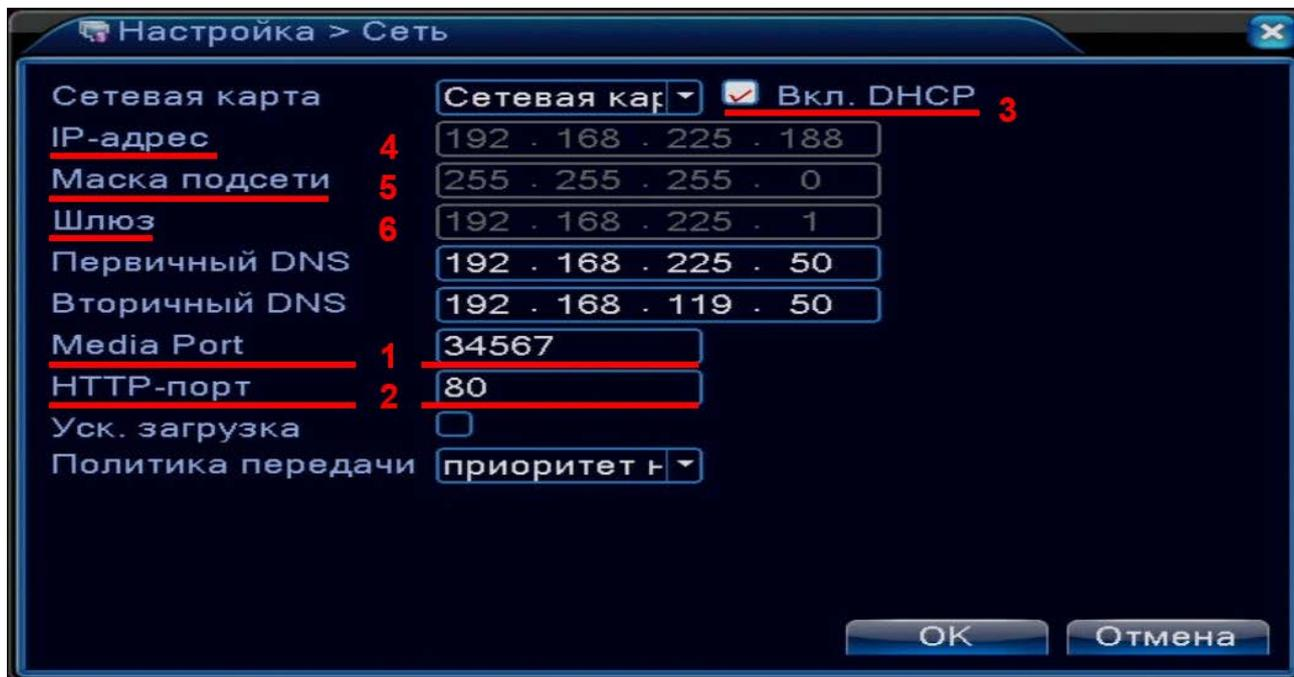 Настройка > Сеть
Сетевая карта Сетевая кар Вкл. DHCP 3
IP-адрес 4 192 . 168 . 225 . 188
Маска подсети 5 255 . 255 . 255 . 0
Шлюз 6 192 . 168 . 225 . 1
Первичный DNS 192 . 168 . 225 . 50
Вторичный DNS 192 . 168 . 119 . 50
Media Port 1 34567
HTTP-порт 2 80
Уск. загрузка
Политика передачи приоритет н
OK Отмена